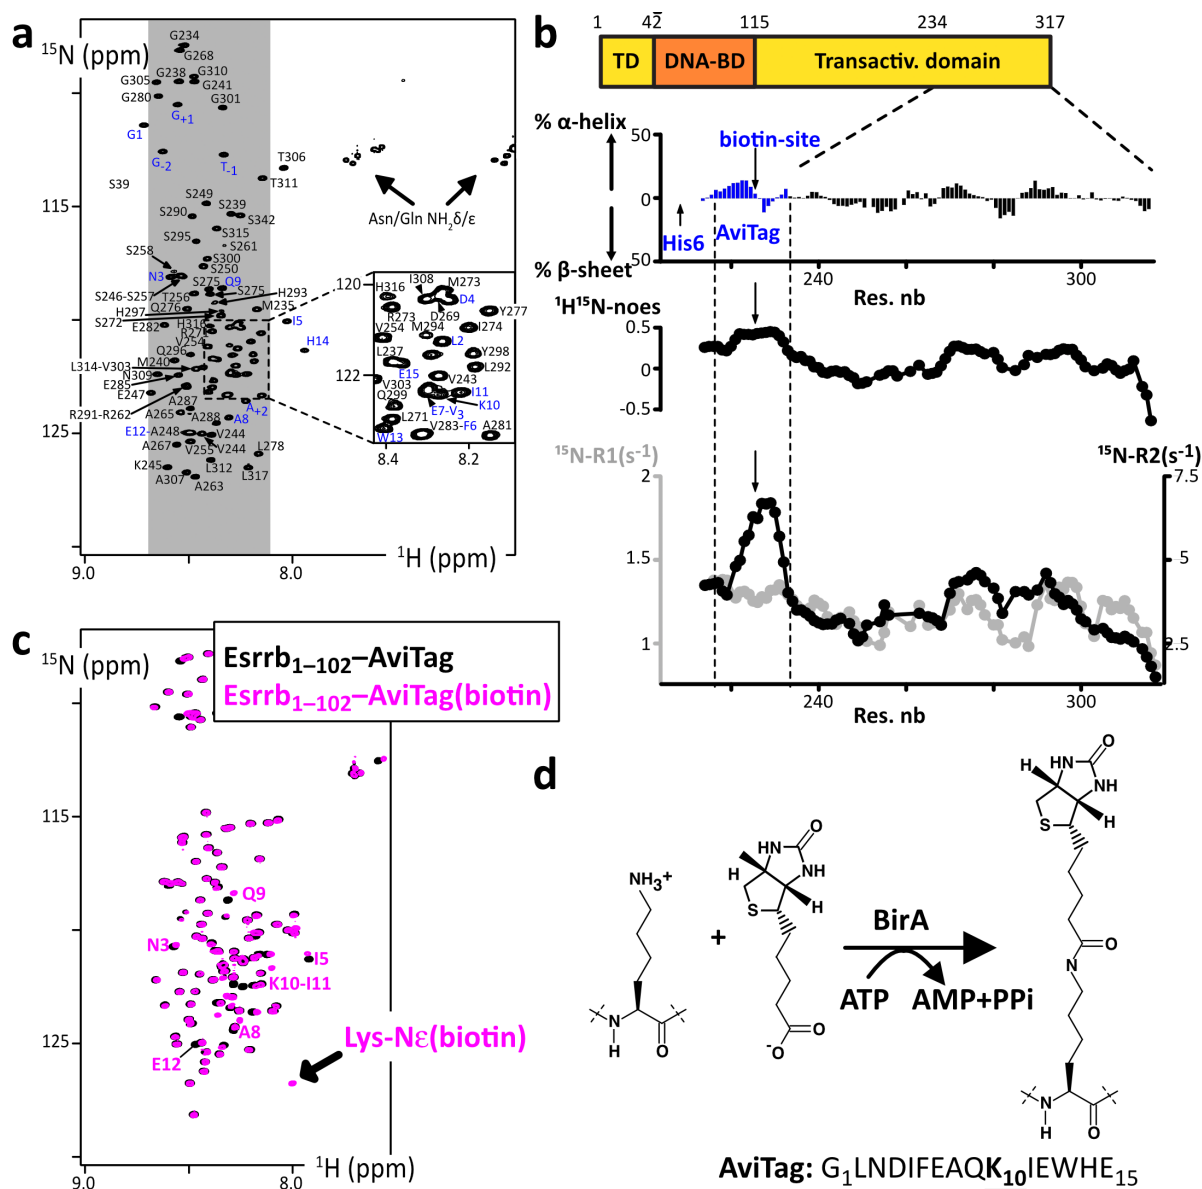 a
15N (ppm)
G234
G268
G238
G310
G305
G241
G280
G301
G+1
G1
G-2
T-1
T306
T311
S39
115
S249
S239
S290
S342
S315
S295
S261
S258
S300
S250
N3
S275
Q9
S246-S257
S275
H293
T256
H297
Q276
M235
S272
H316
I5
E282
R271
V254
H14
Q296
L314-V303
M240
N309
E285
E247
A287
R291-R262
A+2
A265
A288
A8
125
E12-A248
V244
A267
V255
V244
L278
K245
L312
L317
A307
A263
Asn/Gln NH2δ/ε
120
I308
M273
H316
D4
D269
Y277
R273
V254
M294
I274
L2
L237
Y298
L292
122
E15
V303
V243
I11
Q299
K10
E7-V3
L271
V283-F6
A281
W13
8.4
8.2
1H (ppm)
9.0
8.0
b
1
42
115
234
317
TD
DNA-BD
Transactiv. domain
% α-helix
50
biotin-site
0
His6
AviTag
50
% β-sheet
240
Res. nb
300
1H15N-noes
0.5
0
-0.5
15N-R1(s-1)
15N-R2(s-1)
2
7.5
1.5
5
1
2.5
240
300
Res. nb
c
15N (ppm)
Esrrb1–102–AviTag
Esrrb1–102–AviTag(biotin)
115
Q9
N3
I5
K10-I11
A8
E12
125
Lys-Nε(biotin)
1H (ppm)
9.0
8.0
d
O
HN
NH
H
S
H
NH3+
N
H
O
+
O
HN
NH
H
H
S
O
-O
BirA
ATP
AMP+PPi
O
N
N
H
O
AviTag: G1LNDIFEAQK10IEWHE15